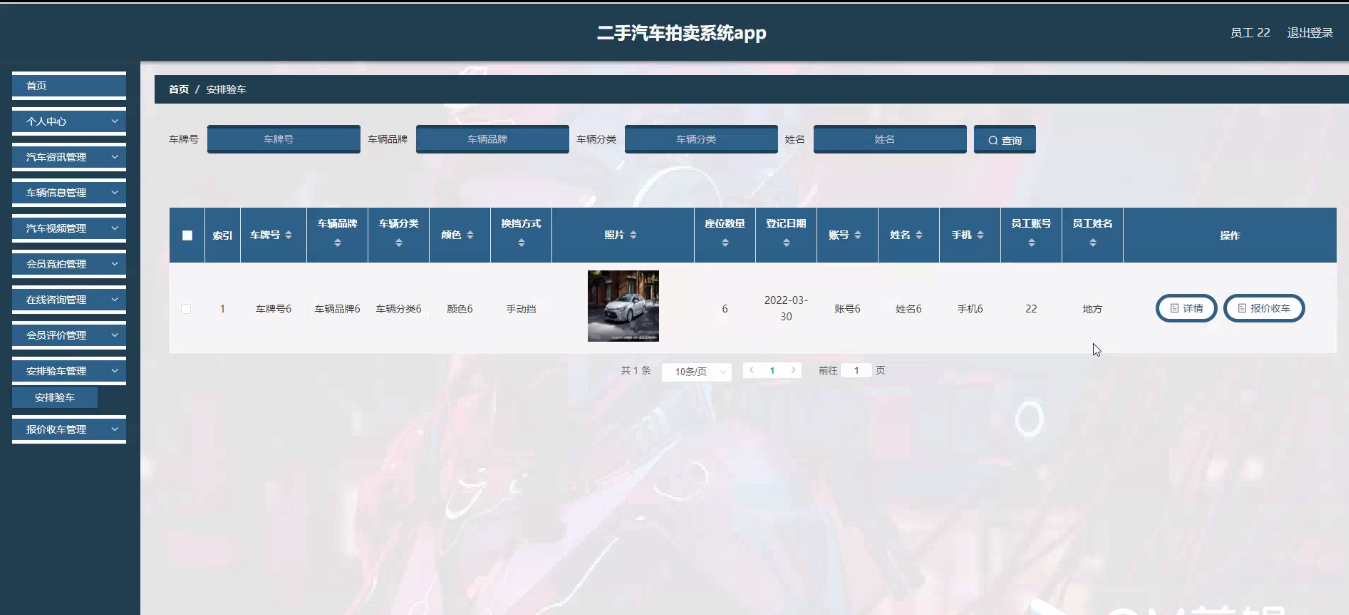 二手汽车拍卖系统app
员工 22 退出登录
首页
个人中心
汽车资讯管理
车辆信息管理
汽车视频管理
会员竞拍管理
在线咨询管理
会员评价管理
安排验车管理
安排验车
报价收车管理
首页 / 安排验车
车牌号 车牌号 车辆品牌 车辆品牌 车辆分类 车辆分类 姓名 姓名 查询
索引 车牌号 车辆品牌 车辆分类 颜色 换挡方式 照片 座位数量 登记日期 账号 姓名 手机 员工账号 员工姓名 操作
1 车牌号6 车辆品牌6 车辆分类6 颜色6 手动挡 6 2022-03-30 账号6 姓名6 手机6 22 地方 详情 报价收车
共 1 条 10条/页 1 前往 1 页